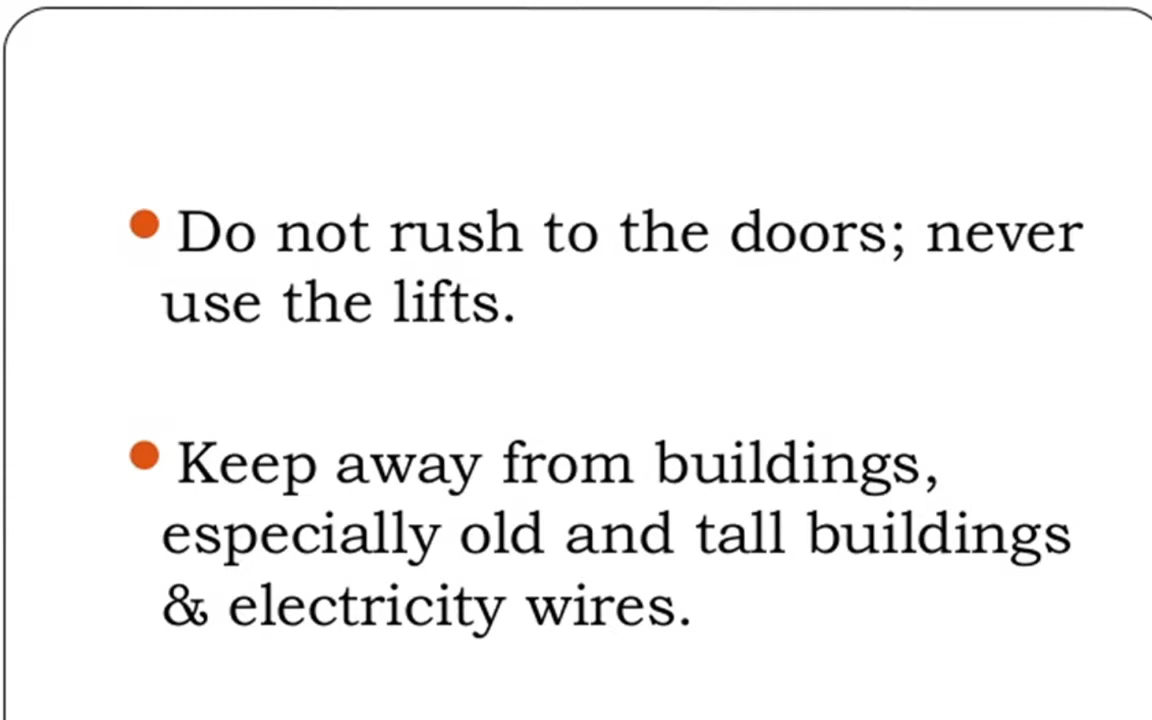 • Do not rush to the doors; never
use the lifts.
• Keep away from buildings,
especially old and tall buildings
& electricity wires.